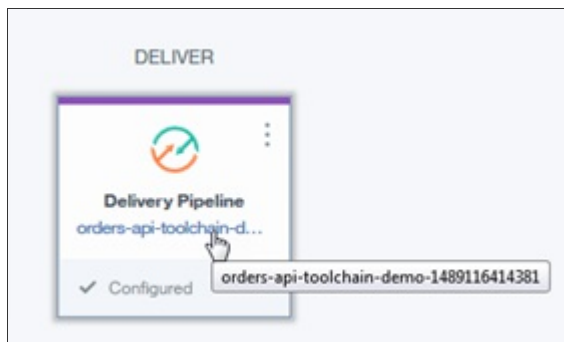 DELIVER
Delivery Pipeline
orders-api-toolchain-d...
orders-api-toolchain-demo-1489116414381
Configured